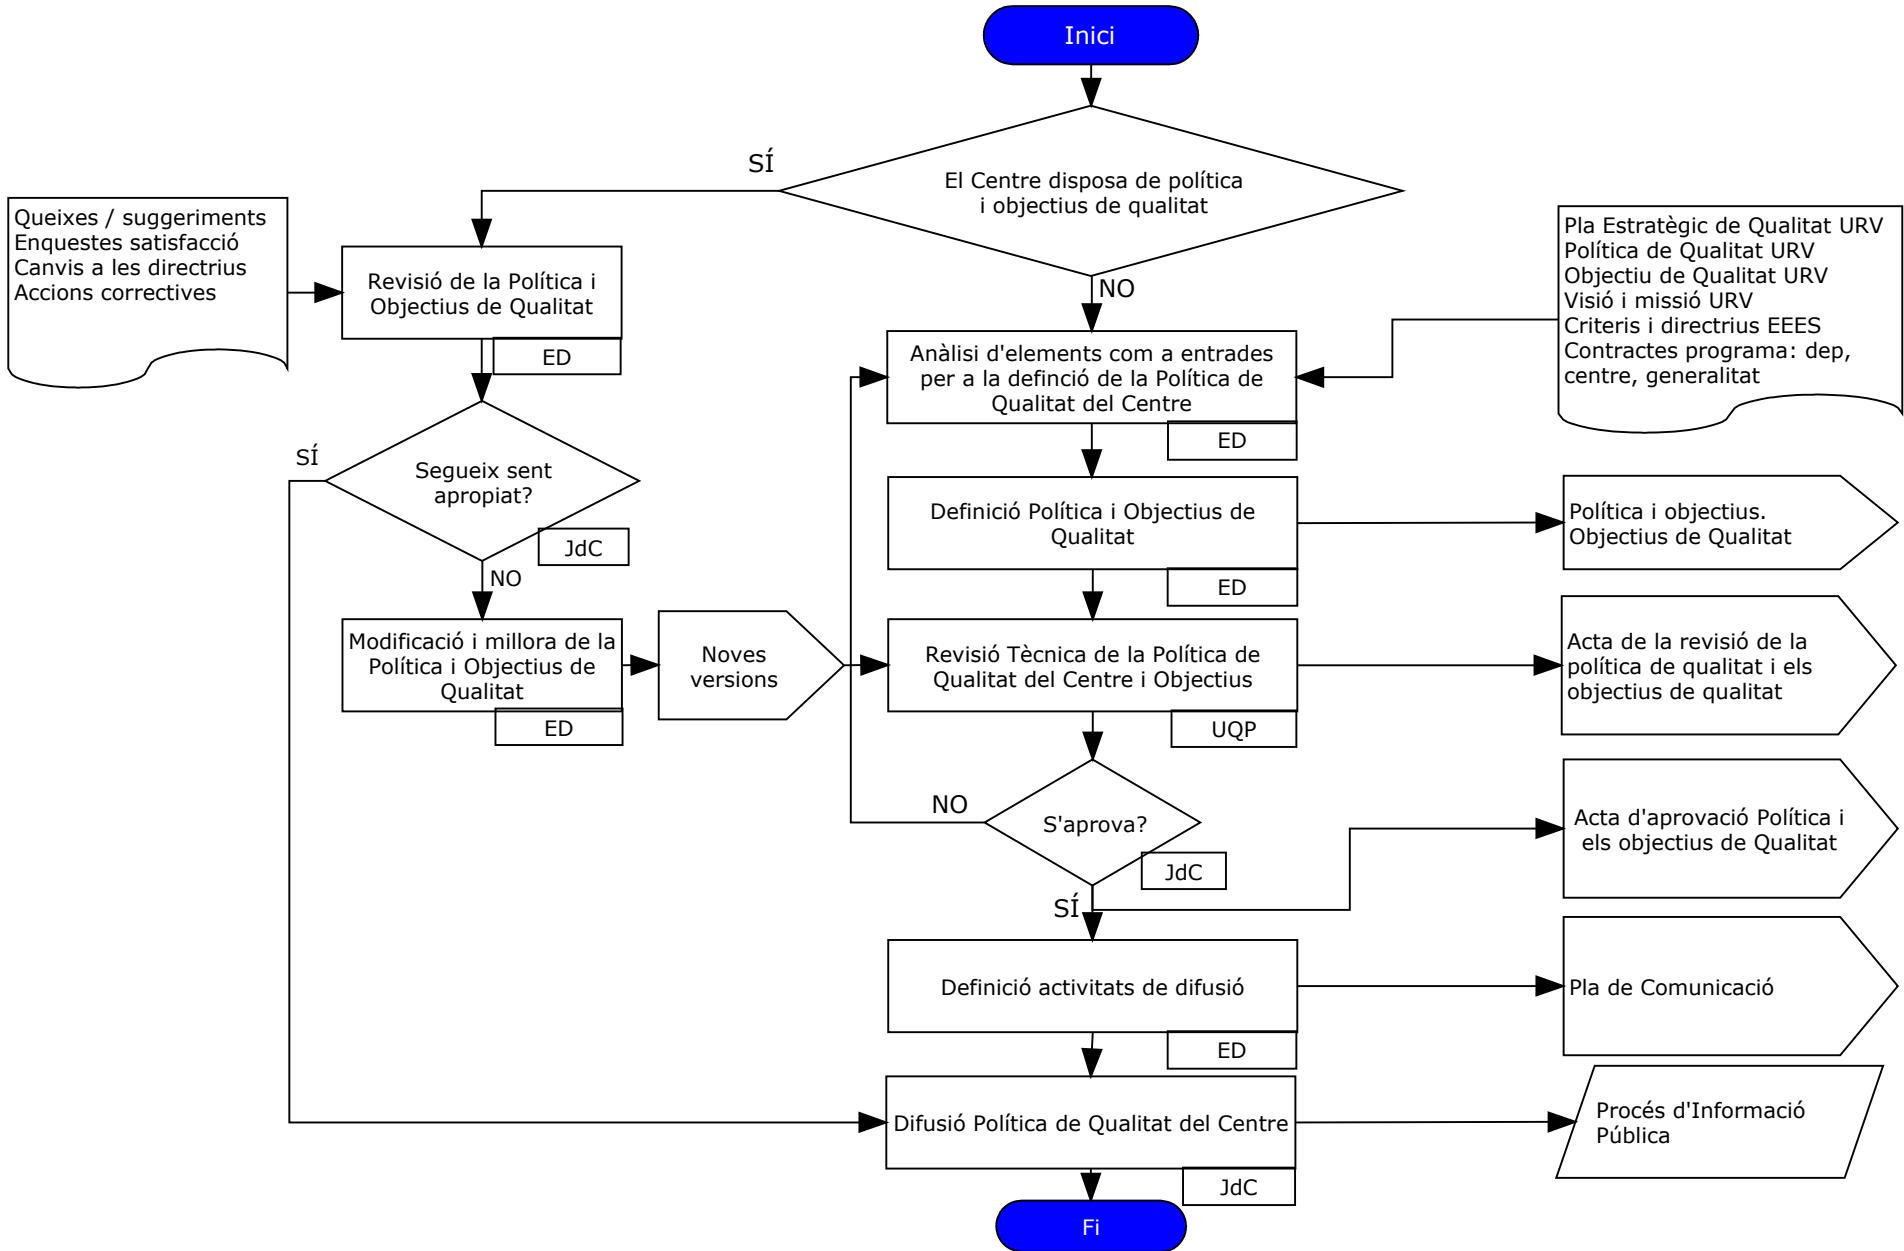 Inici
El Centre disposa de política
i objectius de qualitat
SÍ
NO
Queixes / suggeriments
Enquestes satisfacció
Canvis a les directrius
Accions correctives
Revisió de la Política i
Objectius de Qualitat
ED
Pla Estratègic de Qualitat URV
Política de Qualitat URV
Objectiu de Qualitat URV
Visió i missió URV
Criteris i directrius EEES
Contractes programa: dep,
centre, generalitat
Anàlisi d'elements com a entrades
per a la definció de la Política de
Qualitat del Centre
ED
SÍ
Segueix sent
apropiat?
JdC
NO
Definició Política i Objectius de
Qualitat
ED
Política i objectius.
Objectius de Qualitat
Modificació i millora de la
Política i Objectius de
Qualitat
ED
Noves
versions
Revisió Tècnica de la Política de
Qualitat del Centre i Objectius
UQP
Acta de la revisió de la
política de qualitat i els
objectius de qualitat
NO
S'aprova?
JdC
SÍ
Acta d'aprovació Política i
els objectius de Qualitat
Definició activitats de difusió
ED
Pla de Comunicació
Difusió Política de Qualitat del Centre
JdC
Procés d'Informació
Pública
Fi